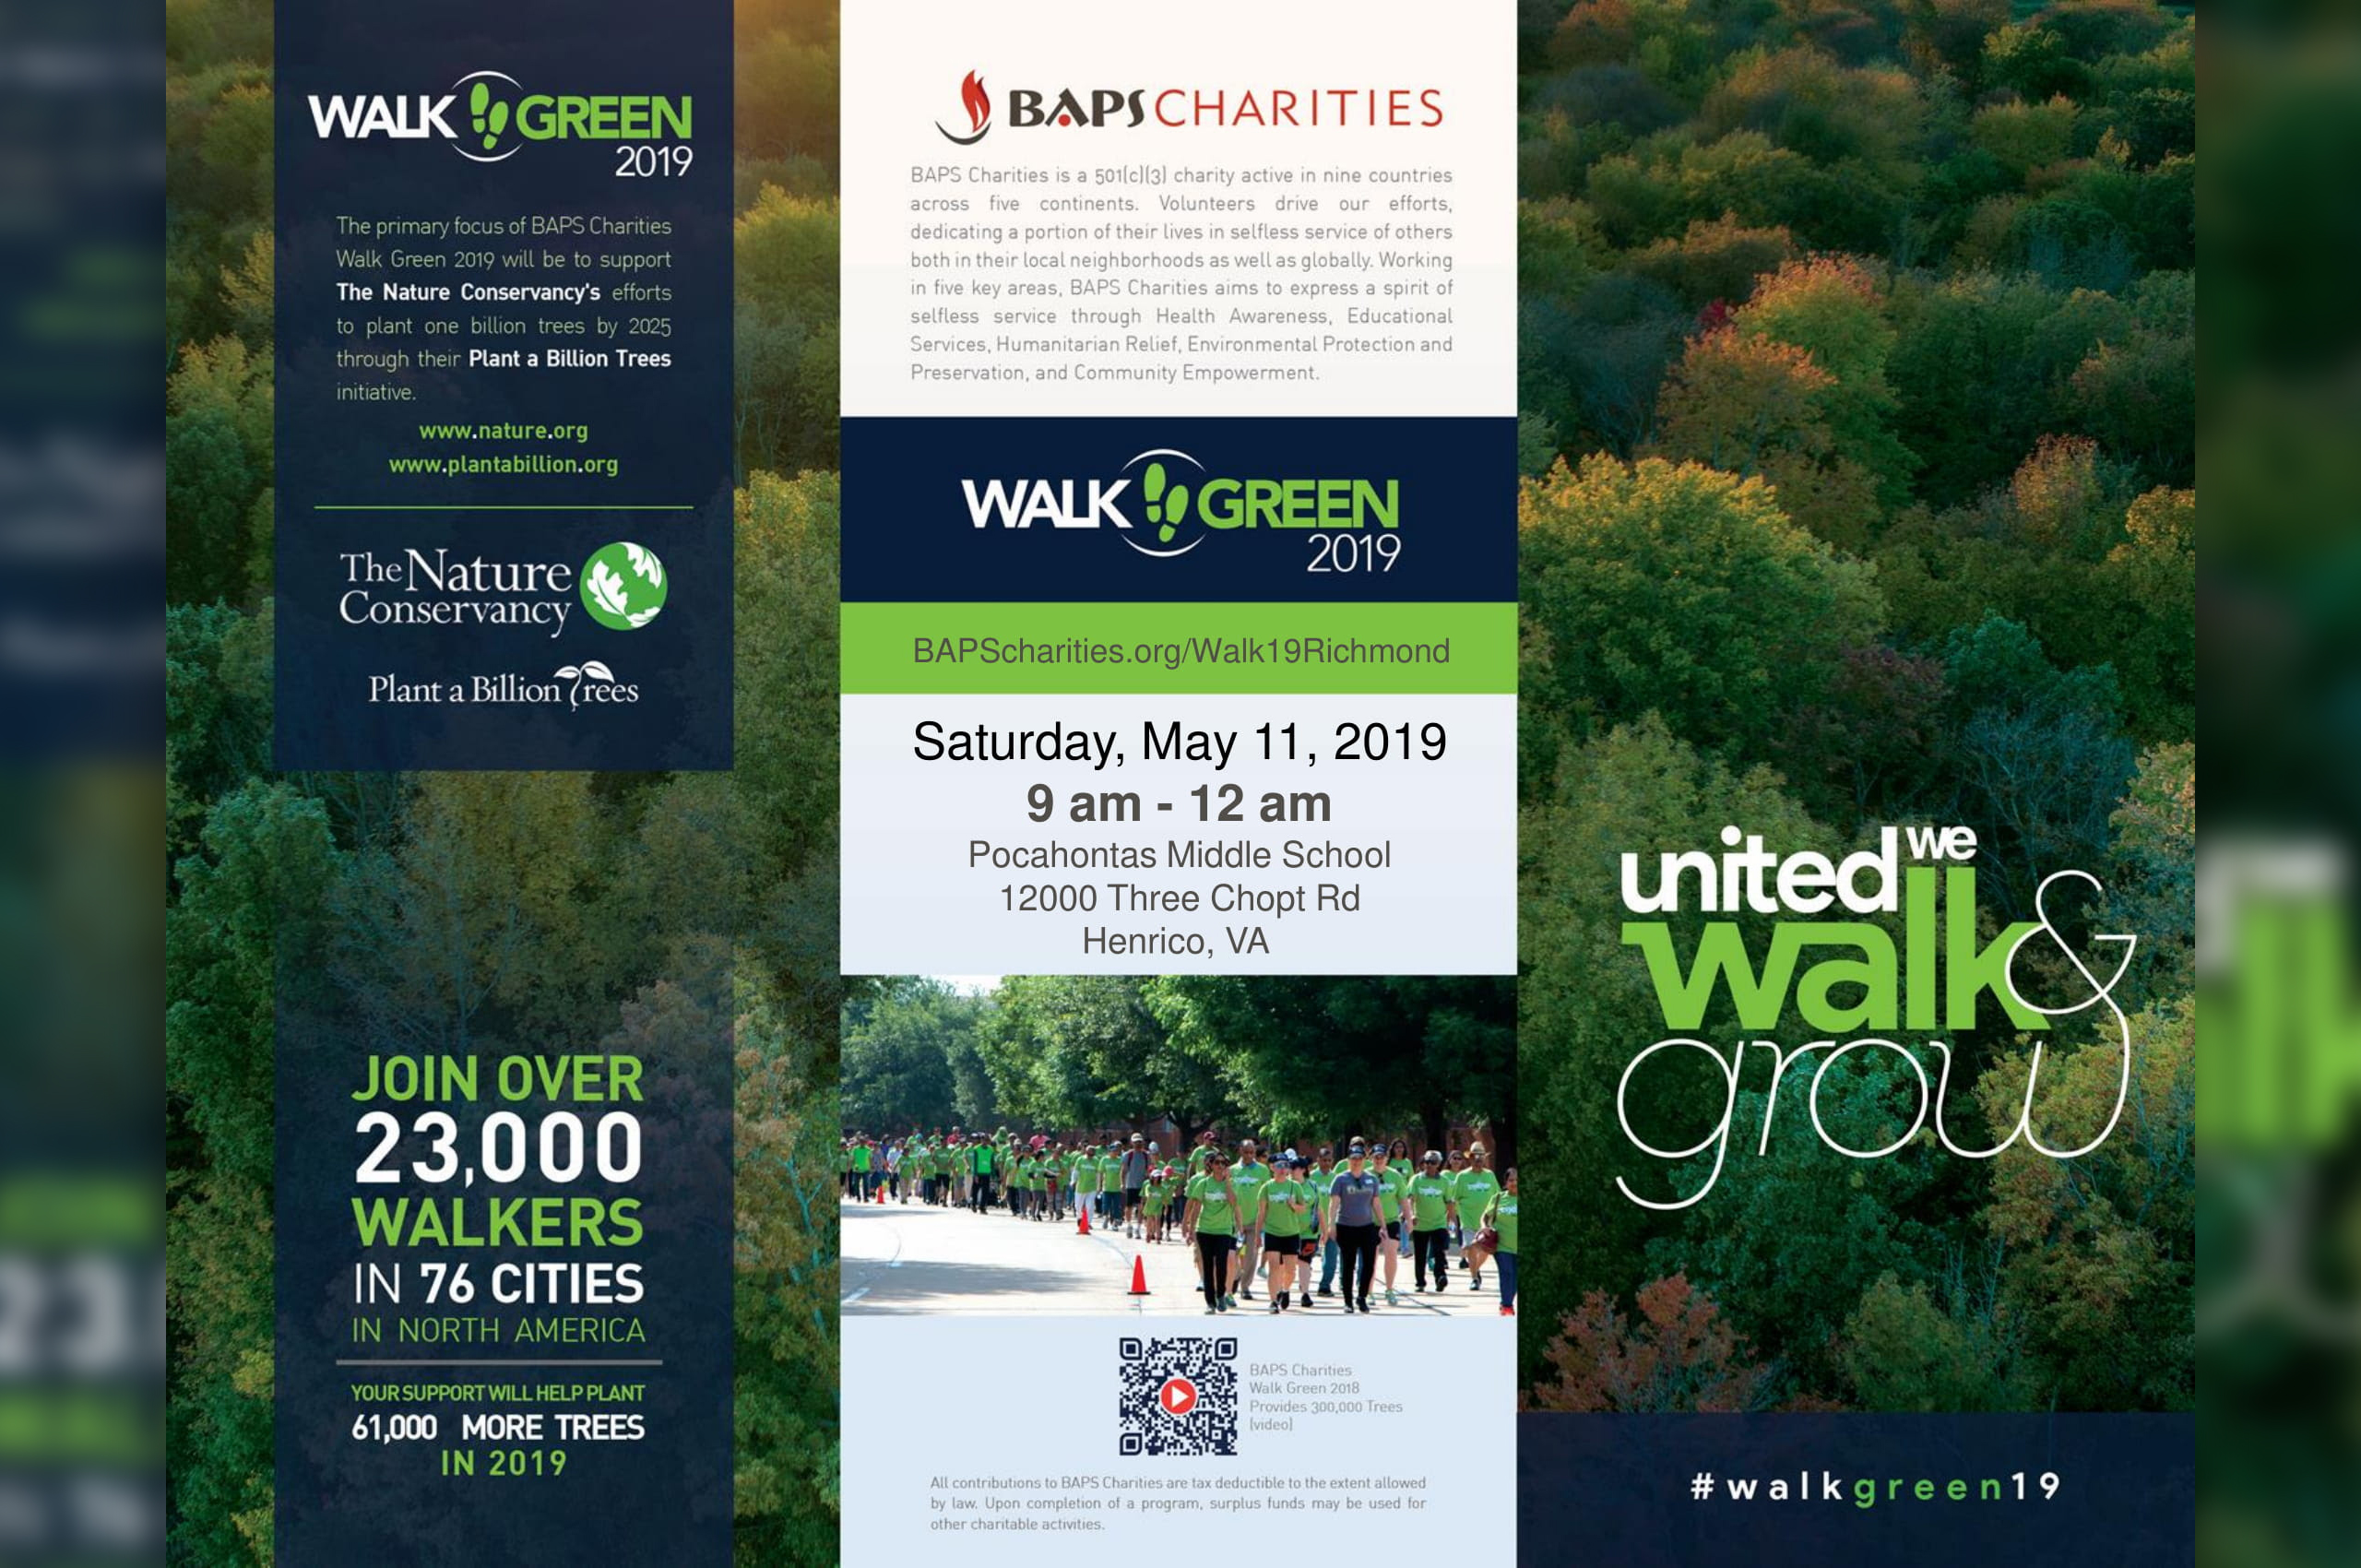 WALK GREEN
2019
The primary focus of BAPS Charities
Walk Green 2019 will be to support
The Nature Conservancy's efforts
to plant one billion trees by 2025
through their Plant a Billion Trees
initiative.
www.nature.org
www.plantabillion.org
The Nature
Conservancy
Plant a Billion Trees
JOIN OVER
23,000
WALKERS
IN 76 CITIES
IN NORTH AMERICA
YOUR SUPPORT WILL HELP PLANT
61,000 MORE TREES
IN 2019
BAPS CHARITIES
BAPS Charities is a 501(c)(3) charity active in nine countries
across five continents. Volunteers drive our efforts,
dedicating a portion of their lives in selfless service of others
both in their local neighborhoods as well as globally. Working
in five key areas, BAPS Charities aims to express a spirit of
selfless service through Health Awareness, Educational
Services, Humanitarian Relief, Environmental Protection and
Preservation, and Community Empowerment.
WALK GREEN
2019
BAPScharities.org/Walk19Richmond
Saturday, May 11, 2019
9 am - 12 am
Pocahontas Middle School
12000 Three Chopt Rd
Henrico, VA
BAPS Charities
Walk Green 2018
Provides 300,000 Trees
[video]
All contributions to BAPS Charities are tax deductible to the extent allowed
by law. Upon completion of a program, surplus funds may be used for
other charitable activities.
united we
walk &
grow
#walkgreen19